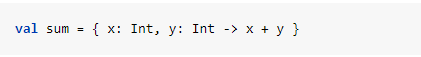 val sum = { x: Int, y: Int -> x + y }